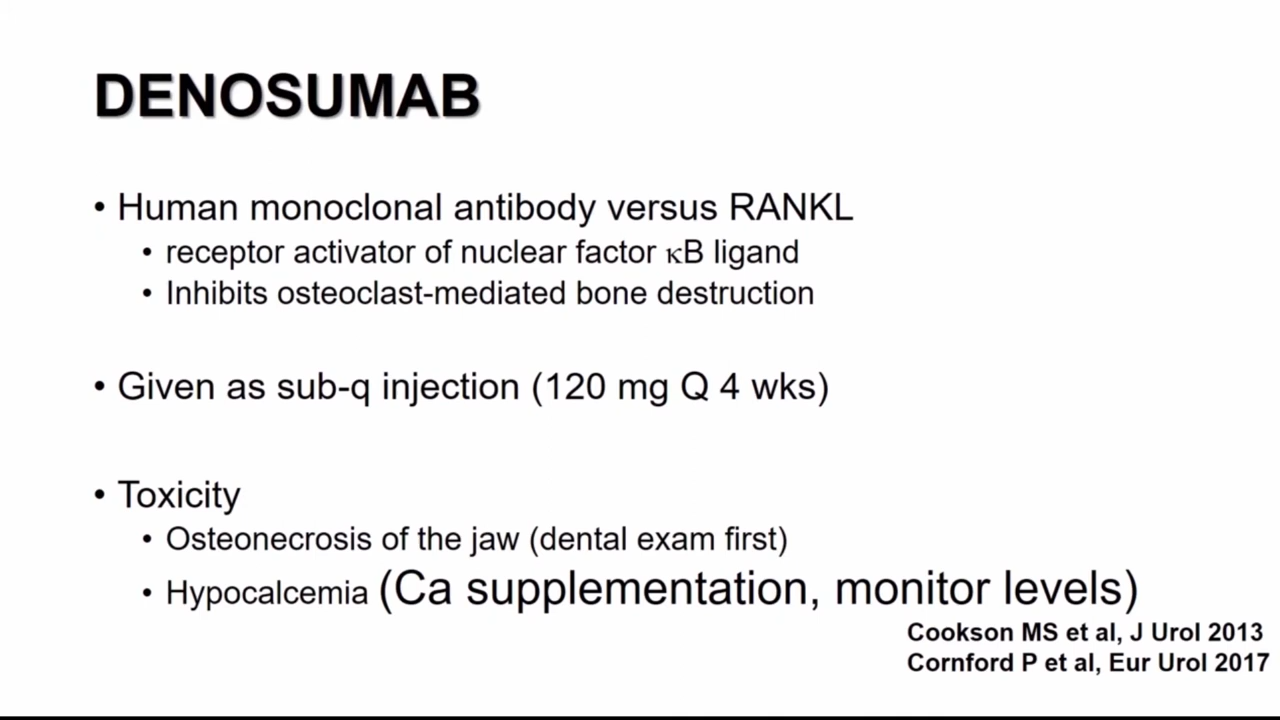 DENOSUMAB
• Human monoclonal antibody versus RANKL
• receptor activator of nuclear factor κB ligand
• Inhibits osteoclast-mediated bone destruction
• Given as sub-q injection (120 mg Q 4 wks)
• Toxicity
• Osteonecrosis of the jaw (dental exam first)
• Hypocalcemia (Ca supplementation, monitor levels)
Cookson MS et al, J Urol 2013
Cornford P et al, Eur Urol 2017